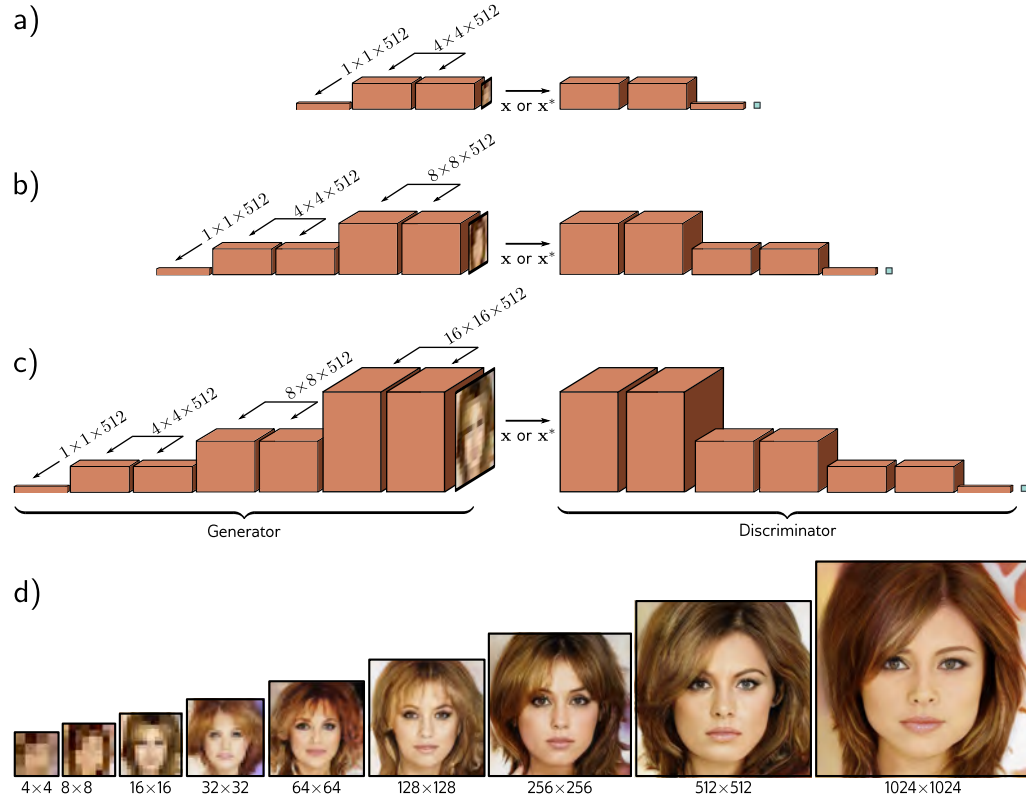 a)
1×1×512
4×4×512
x or x*
b)
1×1×512
4×4×512
8×8×512
x or x*
c)
1×1×512
4×4×512
8×8×512
16×16×512
x or x*
Generator
Discriminator
d)
4×4
8×8
16×16
32×32
64×64
128×128
256×256
512×512
1024×1024